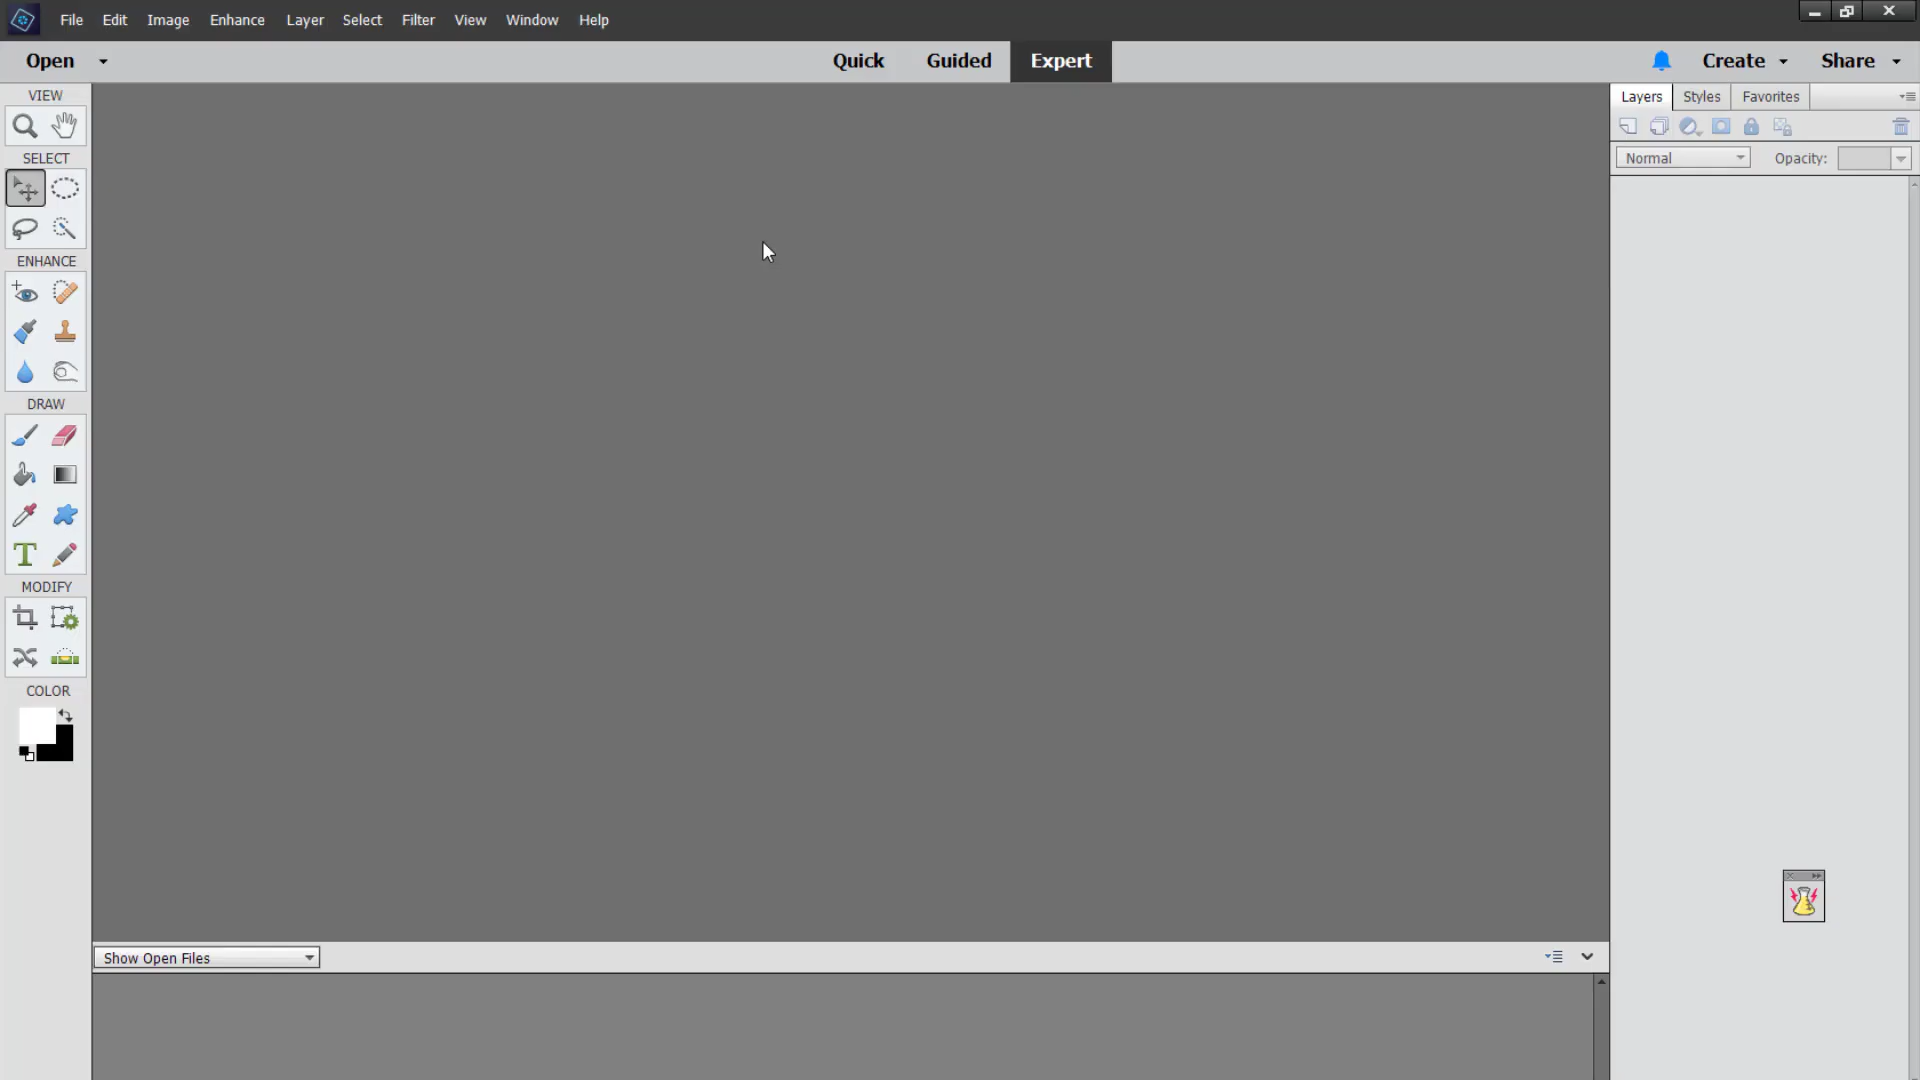 File Edit Image Enhance Layer Select Filter View Window Help
Open Quick Guided Expert Create Share
VIEW
SELECT
ENHANCE
DRAW
T
MODIFY
COLOR
Layers Styles Favorites
Normal Opacity:
Show Open Files